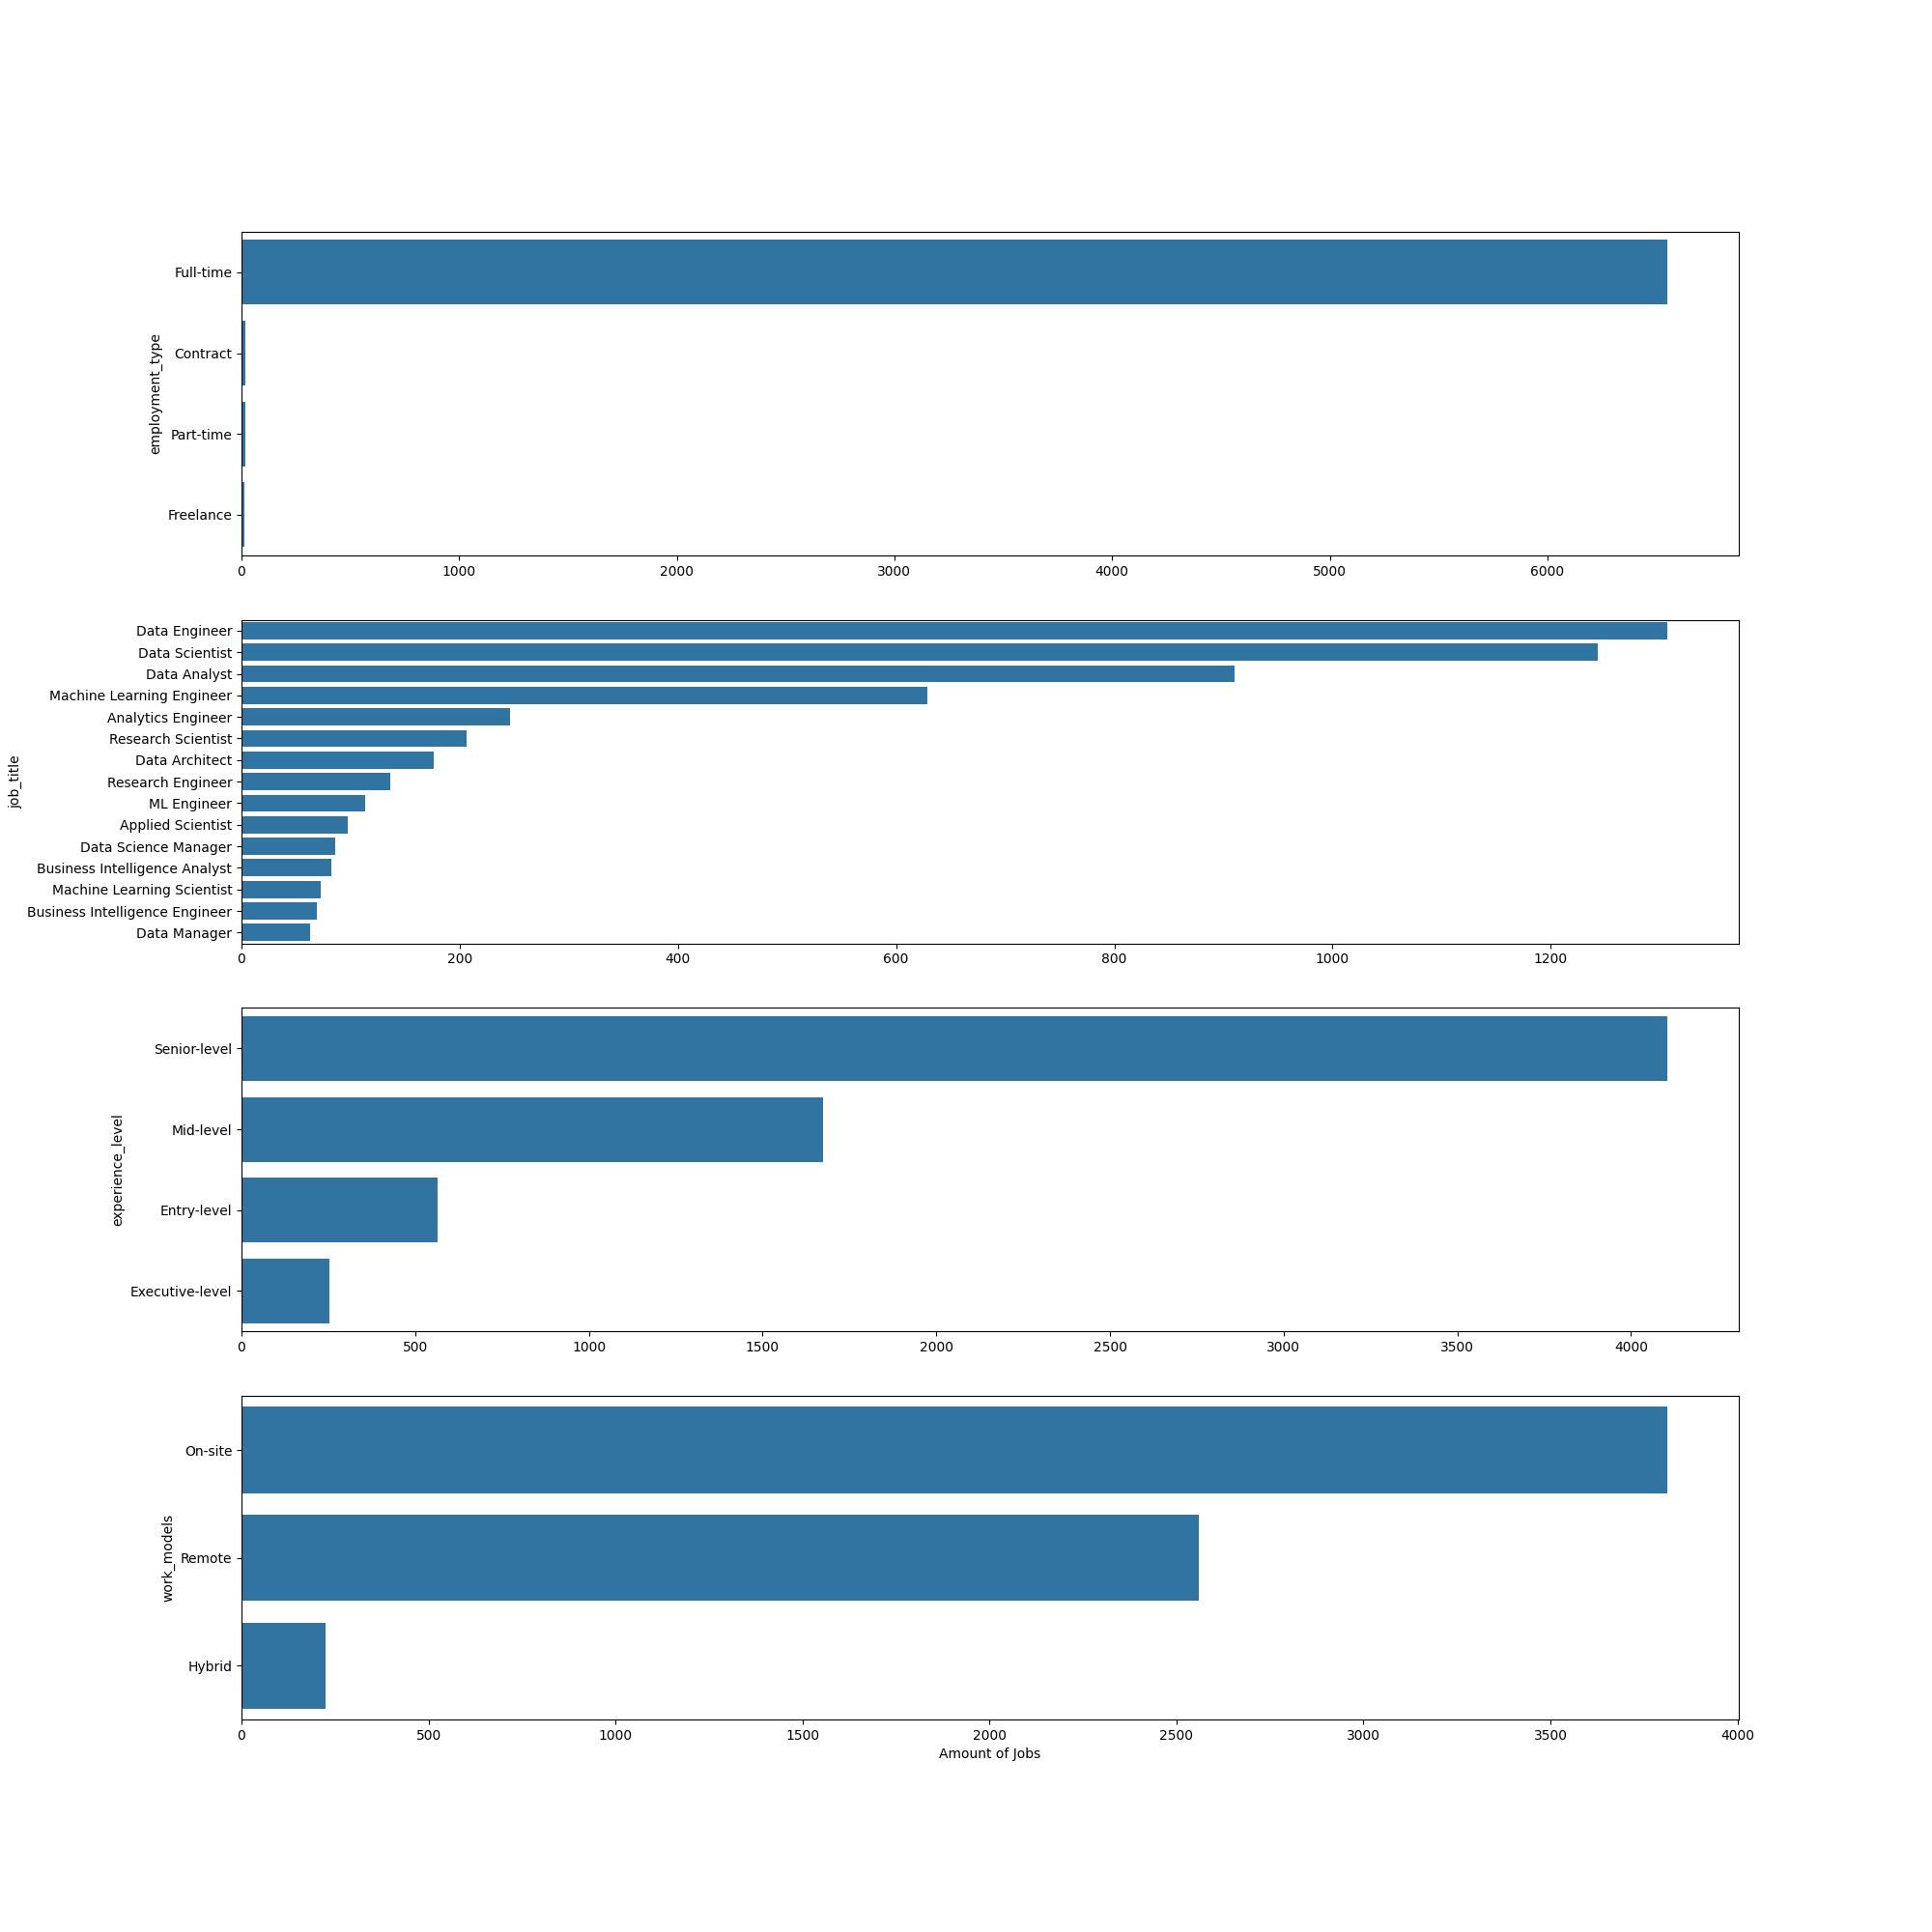 employment_type
Full-time
Contract
Part-time
Freelance
0 1000 2000 3000 4000 5000 6000
job_title
Data Engineer
Data Scientist
Data Analyst
Machine Learning Engineer
Analytics Engineer
Research Scientist
Data Architect
Research Engineer
ML Engineer
Applied Scientist
Data Science Manager
Business Intelligence Analyst
Machine Learning Scientist
Business Intelligence Engineer
Data Manager
0 200 400 600 800 1000 1200
experience_level
Senior-level
Mid-level
Entry-level
Executive-level
0 500 1000 1500 2000 2500 3000 3500 4000
work_models
On-site
Remote
Hybrid
0 500 1000 1500 2000 2500 3000 3500 4000
Amount of Jobs